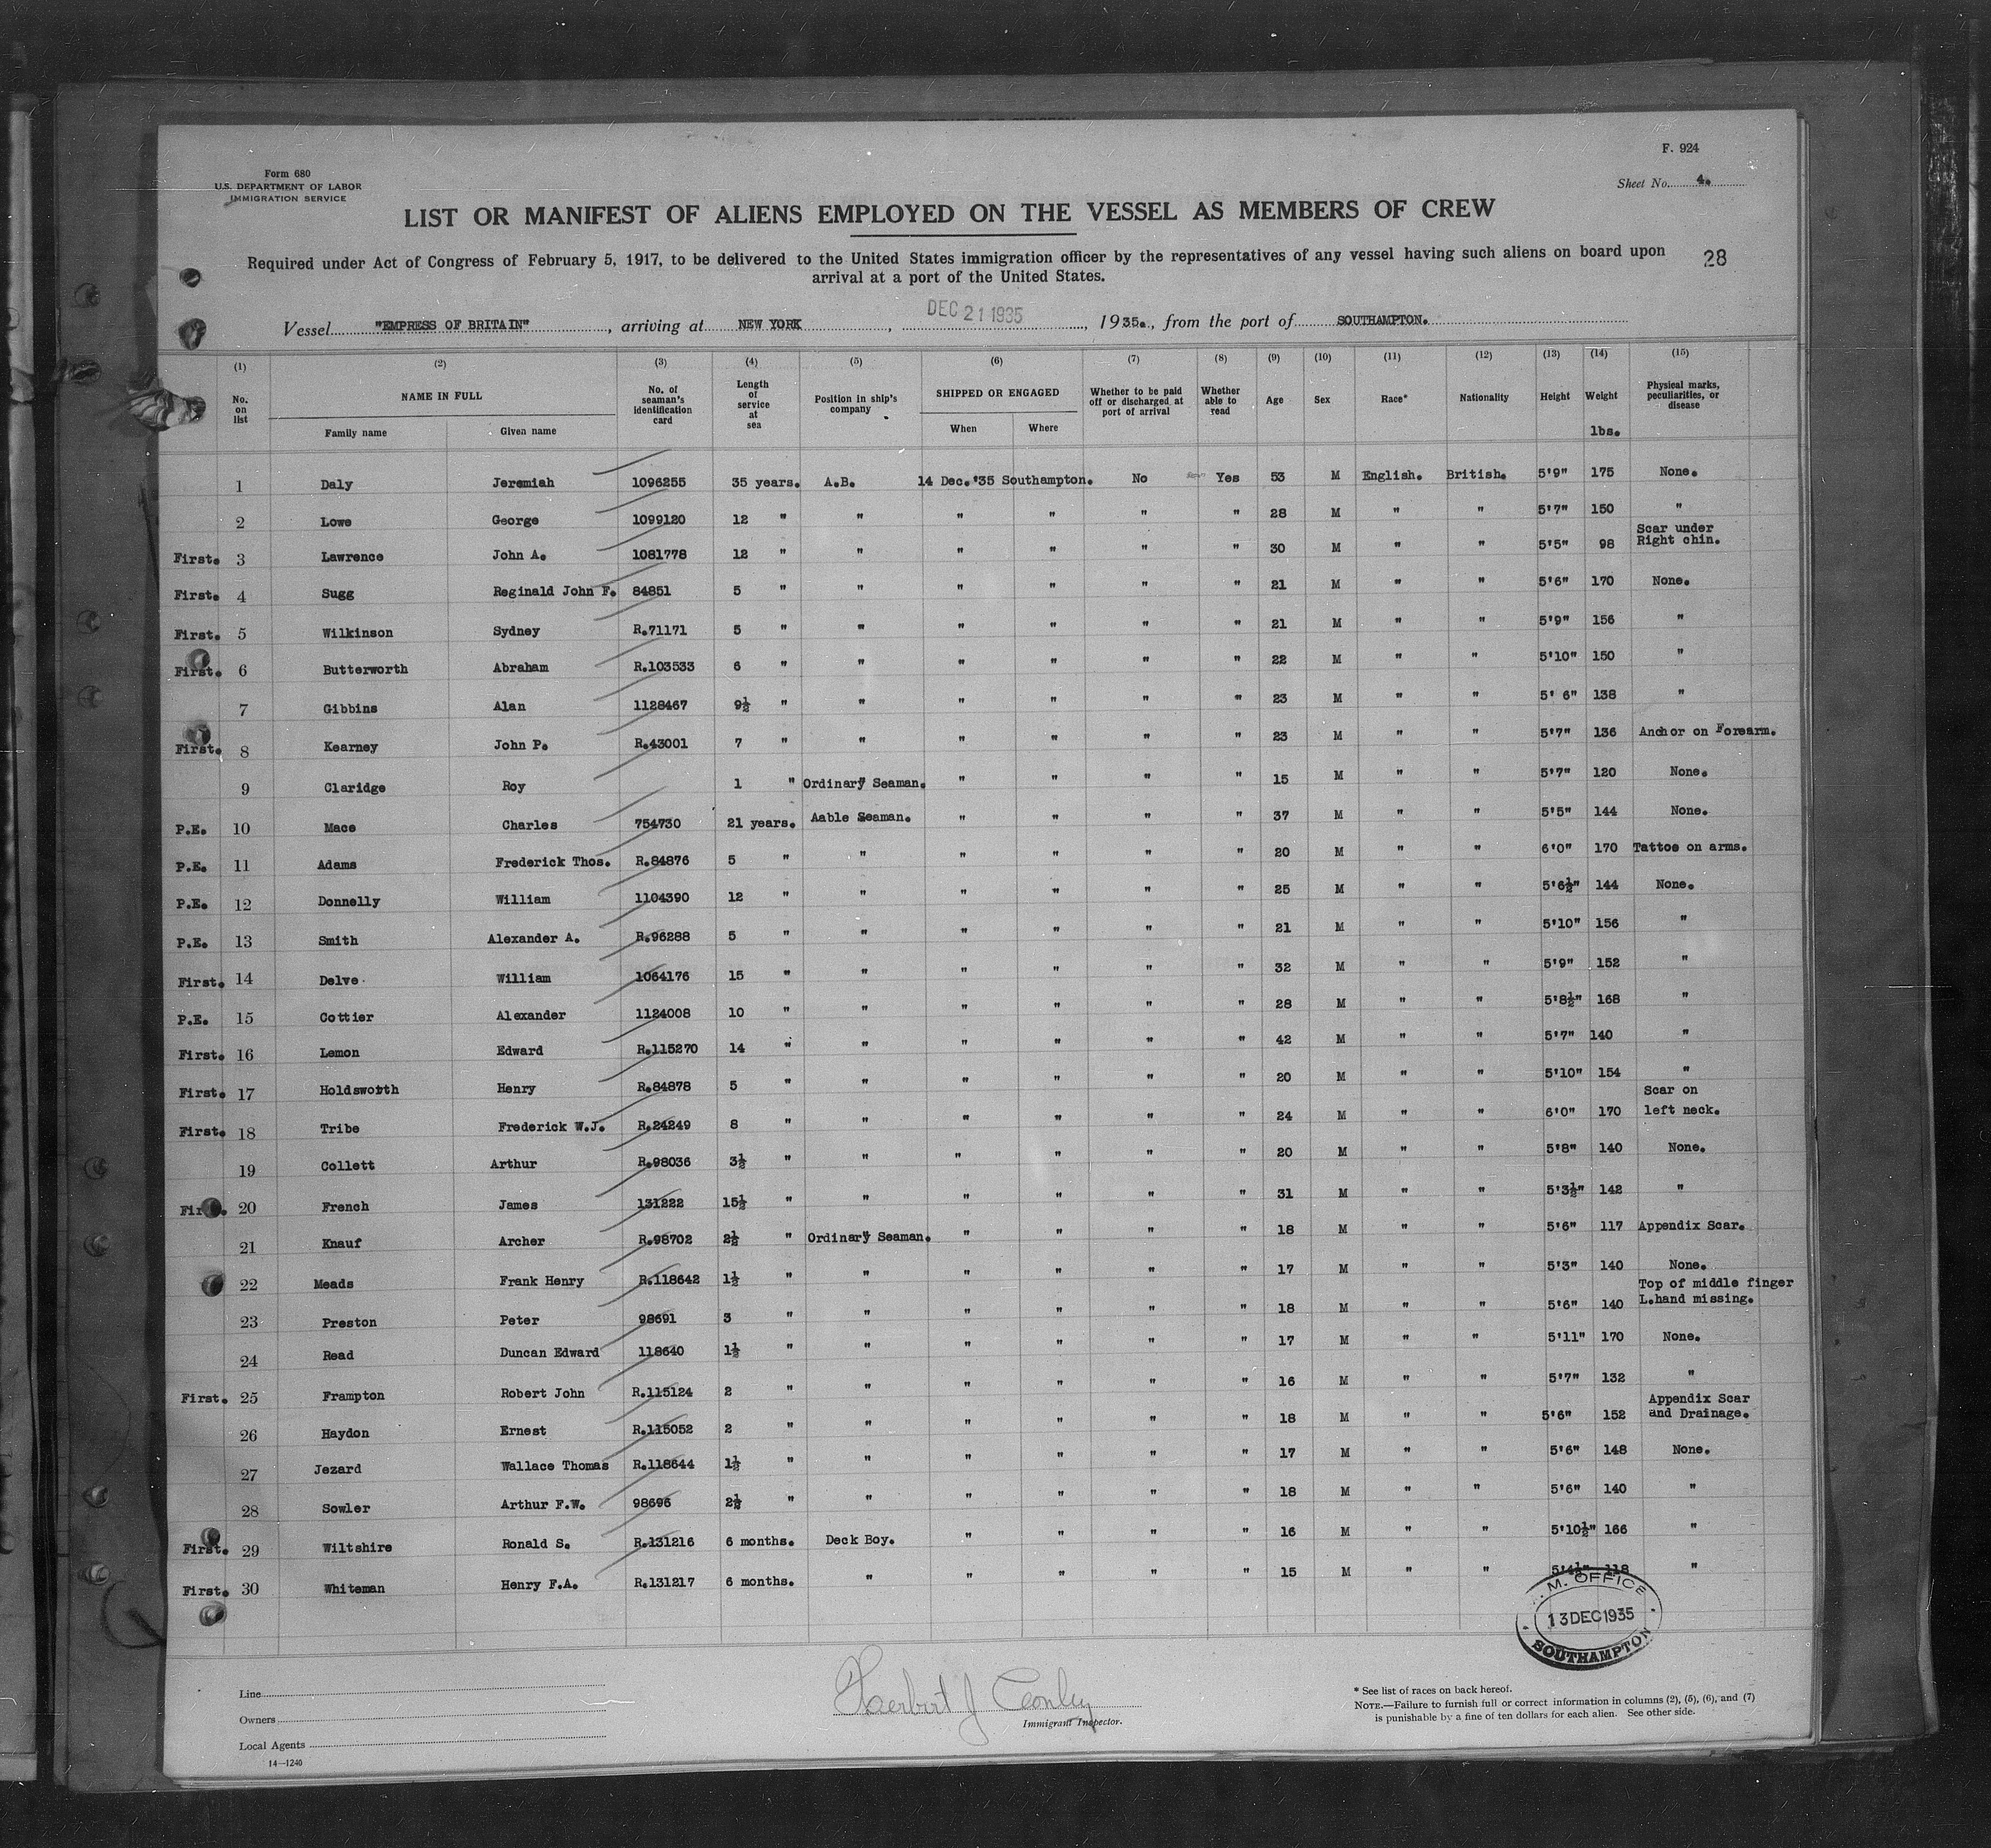 F. 924
Form 680
U.S. DEPARTMENT OF LABOR
IMMIGRATION SERVICE
Sheet No. 4.
LIST OR MANIFEST OF ALIENS EMPLOYED ON THE VESSEL AS MEMBERS OF CREW
Required under Act of Congress of February 5, 1917, to be delivered to the United States immigration officer by the representatives of any vessel having such aliens on board upon
arrival at a port of the United States.
28
Vessel "EMPRESS OF BRITAIN", arriving at NEW YORK, DEC 21 1935, 1935., from the port of SOUTHAMPTON.
(1) (2) (3) (4) (5) (6) (7) (8) (9) (10) (11) (12) (13) (14) (15)
No. on list NAME IN FULL Family name Given name No. of seaman's identification card Length of service at sea Position in ship's company SHIPPED OR ENGAGED When Where Whether to be paid off or discharged at port of arrival Whether able to read Age Sex Race* Nationality Height Weight lbs. Physical marks, peculiarities, or disease
1 Daly Jeremiah 1096255 35 years. A.B. 14 Dec.'35 Southampton. No Yes 53 M English. British. 5'9" 175 None.
2 Lowe George 1099120 12 " " " " " " 28 M " " 5'7" 150 "
First. 3 Lawrence John A. 1081778 12 " " " " " " 30 M " " 5'5" 98 Scar under Right chin.
First. 4 Sugg Reginald John F. 84851 5 " " " " " " 21 M " " 5'6" 170 None.
First. 5 Wilkinson Sydney R.71171 5 " " " " " " 21 M " " 5'9" 156 "
First. 6 Butterworth Abraham R.103533 6 " " " " " " 22 M " " 5'10" 150 "
7 Gibbins Alan 1128467 9½ " " " " " " 23 M " " 5' 6" 138 "
First. 8 Kearney John P. R.43001 7 " " " " " " 23 M " " 5'7" 136 Anchor on Forearm.
9 Claridge Roy 1 " Ordinary Seaman. " " " " 15 M " " 5'7" 120 None.
P.E. 10 Mace Charles 754730 21 years. Aable Seaman. " " " " 37 M " " 5'5" 144 None.
P.E. 11 Adams Frederick Thos. R.84876 5 " " " " " " 20 M " " 6'0" 170 Tattoe on arms.
P.E. 12 Donnelly William 1104390 12 " " " " " " 25 M " " 5'6½" 144 None.
P.E. 13 Smith Alexander A. R.96288 5 " " " " " " 21 M " " 5'10" 156 "
First. 14 Delve William 1064176 15 " " " " " " 32 M " " 5'9" 152 "
P.E. 15 Cottier Alexander 1124008 10 " " " " " " 28 M " " 5'8½" 168 "
First. 16 Lemon Edward R.115270 14 " " " " " " 42 M " " 5'7" 140 "
First. 17 Holdsworth Henry R.84878 5 " " " " " " 20 M " " 5'10" 154 "
First. 18 Tribe Frederick W.J. R.24249 8 " " " " " " 24 M " " 6'0" 170 Scar on left neck.
19 Collett Arthur R.98036 3½ " " " " " " 20 M " " 5'8" 140 None.
First. 20 French James 131222 15½ " " " " " " 31 M " " 5'3½" 142 "
21 Knauf Archer R.98702 2½ " Ordinary Seaman. " " " " 18 M " " 5'6" 117 Appendix Scar.
22 Meads Frank Henry R.118642 1½ " " " " " " 17 M " " 5'3" 140 None.
23 Preston Peter 98691 3 " " " " " " 18 M " " 5'6" 140 Top of middle finger L.hand missing.
24 Read Duncan Edward 118640 1½ " " " " " " 17 M " " 5'11" 170 None.
First. 25 Frampton Robert John R.115124 2 " " " " " " 16 M " " 5'7" 132 "
26 Haydon Ernest R.115052 2 " " " " " " 18 M " " 5'6" 152 Appendix Scar and Drainage.
27 Jezard Wallace Thomas R.118644 1½ " " " " " " 17 M " " 5'6" 148 None.
28 Sowler Arthur F.W. 98696 2½ " " " " " " 18 M " " 5'6" 140 "
First. 29 Wiltshire Ronald S. R.131216 6 months. Deck Boy. " " " " 16 M " " 5'10½" 166 "
First. 30 Whiteman Henry F.A. R.131217 6 months. " " " " " 15 M " " 5'4½" 118 "
M. OFFICE
13 DEC 1935
SOUTHAMPTON
Line
Owners
Local Agents
14—1240
Herbert J Conley
Immigrant Inspector.
* See list of races on back hereof.
NOTE.—Failure to furnish full or correct information in columns (2), (5), (6), and (7)
is punishable by a fine of ten dollars for each alien. See other side.